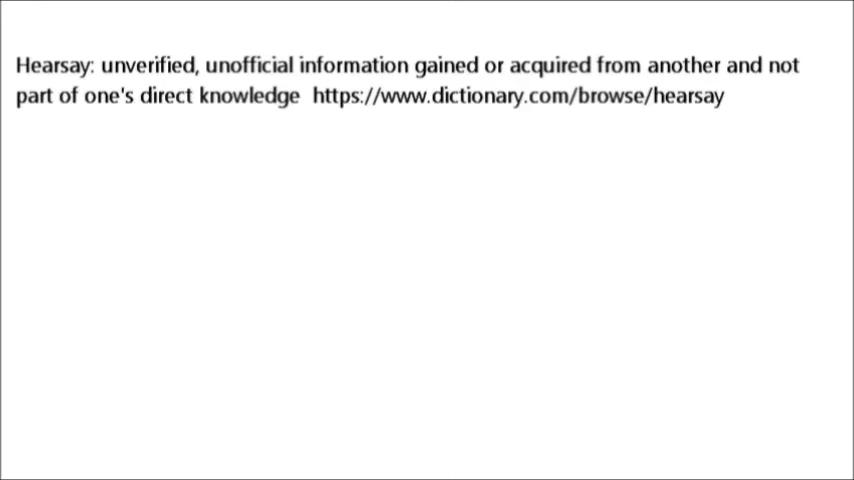 Hearsay: unverified, unofficial information gained or acquired from another and not
part of one's direct knowledge  https://www.dictionary.com/browse/hearsay